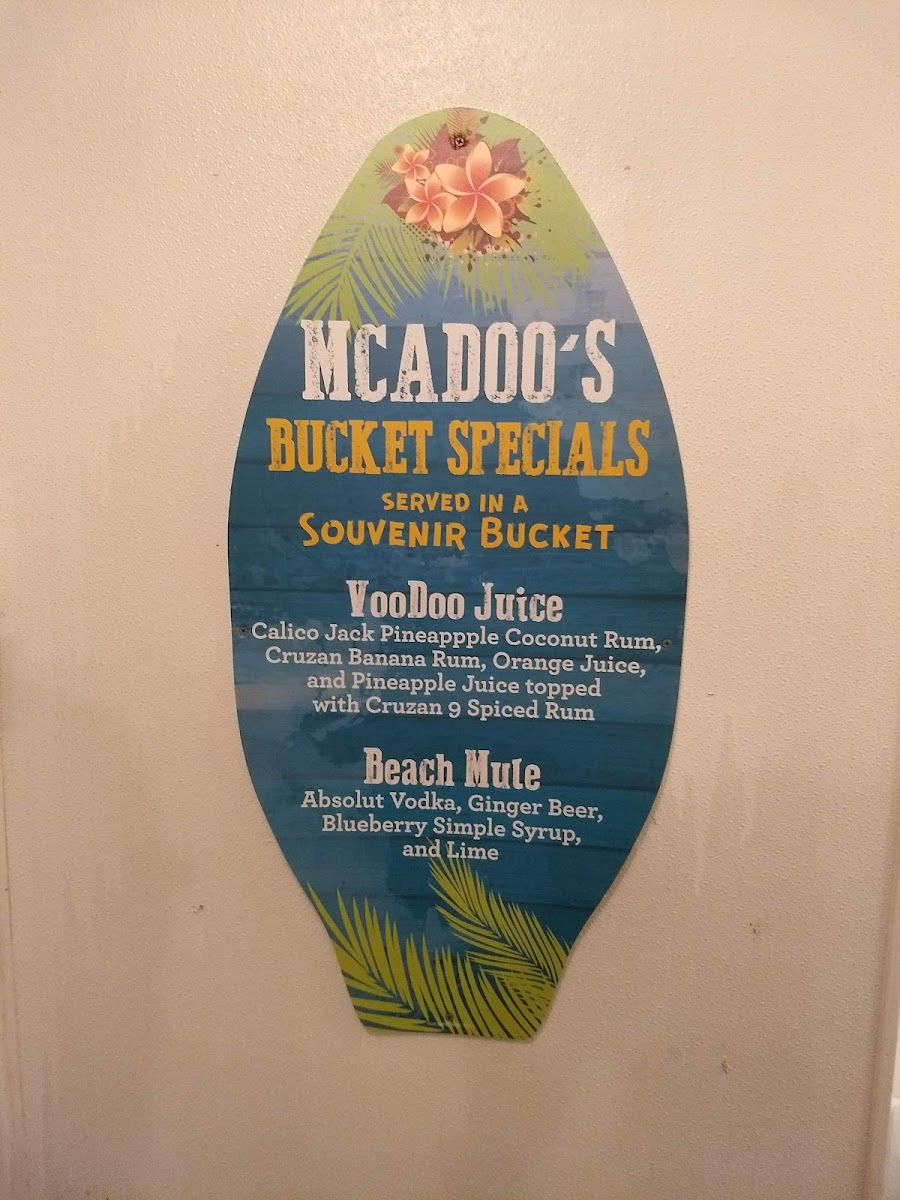 MCADOO'S
BUCKET SPECIALS
SERVED IN A
SOUVENIR BUCKET
VooDoo Juice
Calico Jack Pineappple Coconut Rum,
Cruzan Banana Rum, Orange Juice,
and Pineapple Juice topped
with Cruzan 9 Spiced Rum
Beach Mule
Absolut Vodka, Ginger Beer,
Blueberry Simple Syrup,
and Lime